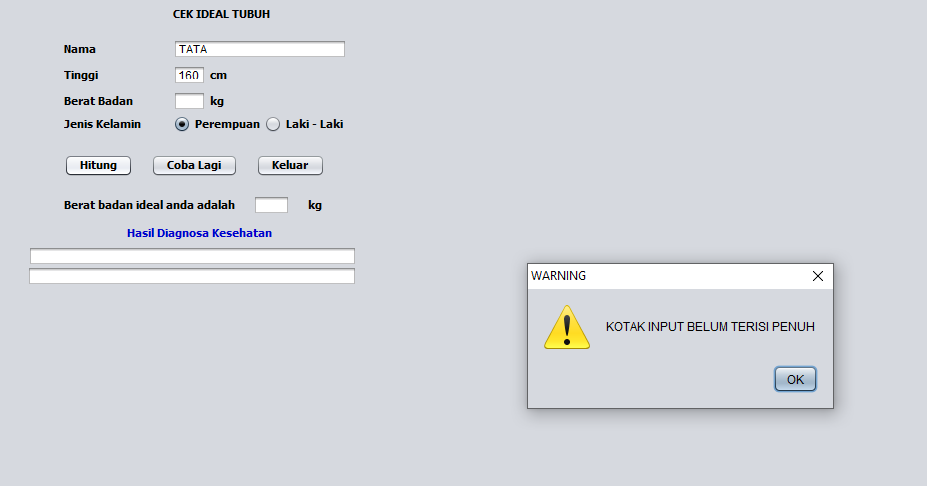 CEK IDEAL TUBUH
Nama TATA
Tinggi 160 cm
Berat Badan kg
Jenis Kelamin Perempuan Laki - Laki
Hitung Coba Lagi Keluar
Berat badan ideal anda adalah kg
Hasil Diagnosa Kesehatan
WARNING
KOTAK INPUT BELUM TERISI PENUH
OK